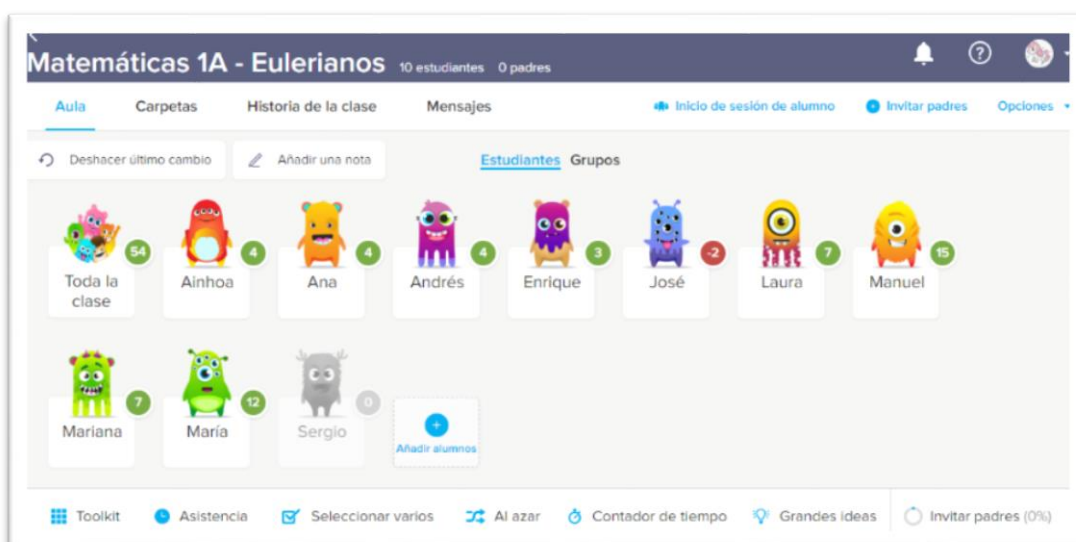 Matemáticas 1A - Eulerianos 10 estudiantes 0 padres
Aula Carpetas Historia de la clase Mensajes Inicio de sesión de alumno Invitar padres Opciones
Deshacer último cambio Añadir una nota Estudiantes Grupos
54 4 4 4 3 -2 7 15
Toda la clase Ainhoa Ana Andrés Enrique José Laura Manuel
7 12 0
Mariana María Sergio Añadir alumnos
Toolkit Asistencia Seleccionar varios Al azar Contador de tiempo Grandes ideas Invitar padres (0%)